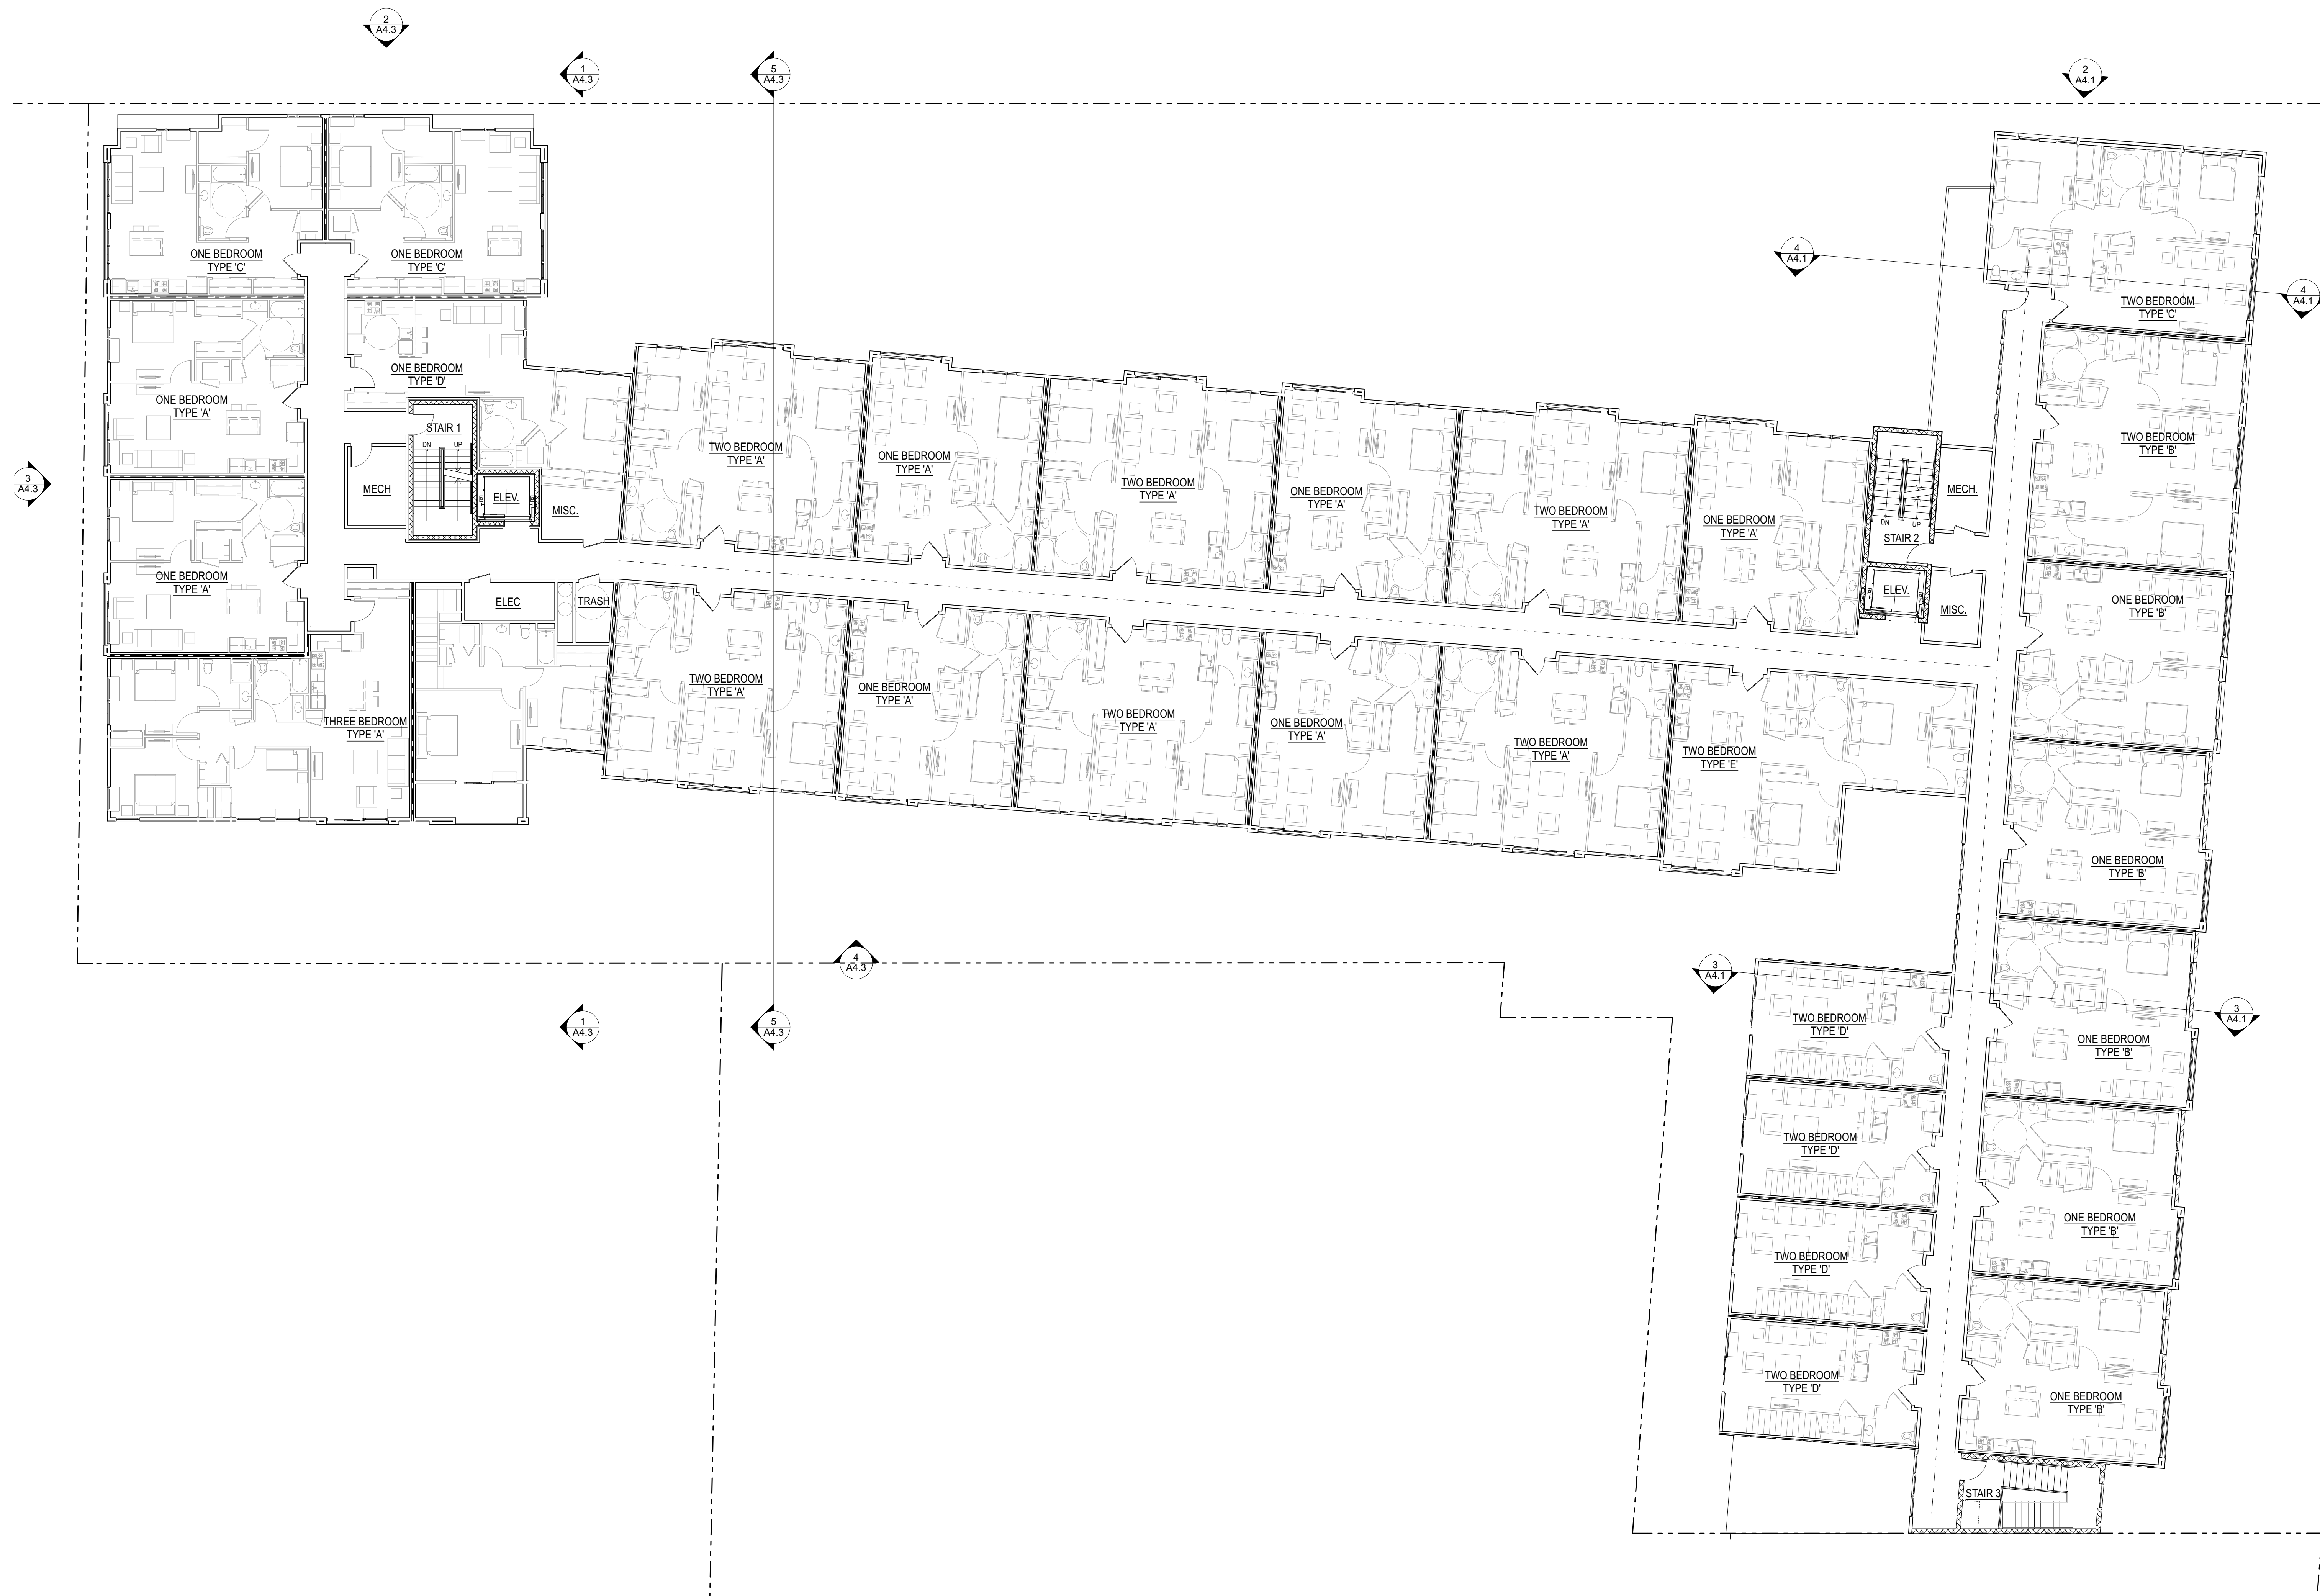 2
A4.3
1
A4.3
5
A4.3
2
A4.1
4
A4.1
4
A4.1
3
A4.3
ONE BEDROOM
TYPE 'C'
ONE BEDROOM
TYPE 'C'
ONE BEDROOM
TYPE 'A'
ONE BEDROOM
TYPE 'D'
STAIR 1
DN
UP
MECH
ELEV.
MISC.
ONE BEDROOM
TYPE 'A'
ELEC
TRASH
THREE BEDROOM
TYPE 'A'
TWO BEDROOM
TYPE 'A'
ONE BEDROOM
TYPE 'A'
TWO BEDROOM
TYPE 'A'
ONE BEDROOM
TYPE 'A'
TWO BEDROOM
TYPE 'A'
ONE BEDROOM
TYPE 'A'
TWO BEDROOM
TYPE 'A'
ONE BEDROOM
TYPE 'A'
TWO BEDROOM
TYPE 'A'
ONE BEDROOM
TYPE 'A'
TWO BEDROOM
TYPE 'A'
TWO BEDROOM
TYPE 'E'
MECH.
DN
UP
STAIR 2
ELEV.
MISC.
TWO BEDROOM
TYPE 'C'
TWO BEDROOM
TYPE 'B'
ONE BEDROOM
TYPE 'B'
ONE BEDROOM
TYPE 'B'
ONE BEDROOM
TYPE 'B'
ONE BEDROOM
TYPE 'B'
ONE BEDROOM
TYPE 'B'
4
A4.3
1
A4.3
5
A4.3
3
A4.1
3
A4.1
TWO BEDROOM
TYPE 'D'
TWO BEDROOM
TYPE 'D'
TWO BEDROOM
TYPE 'D'
TWO BEDROOM
TYPE 'D'
STAIR 3